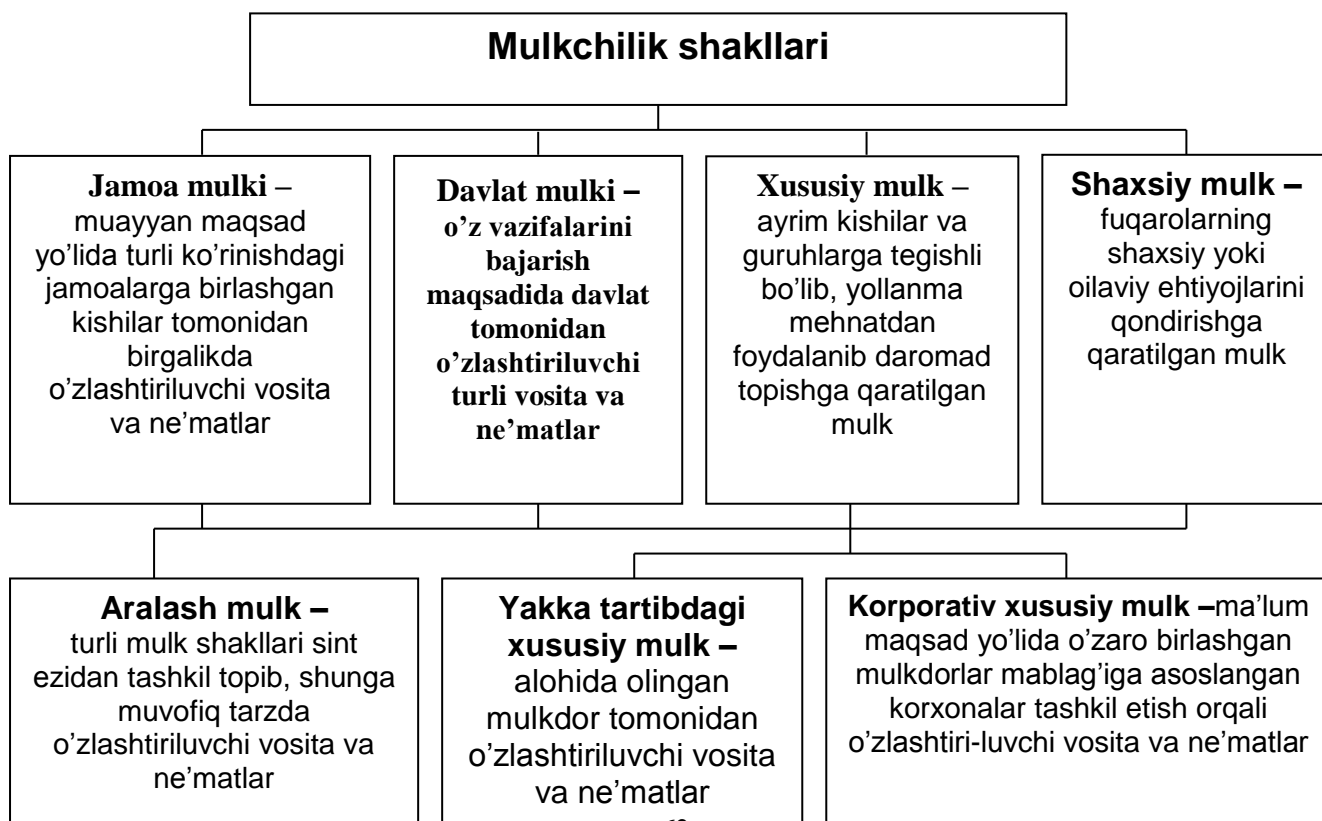 Mulkchilik shakllari
Jamoa mulki –
muayyan maqsad
yo’lida turli ko’rinishdagi
jamoalarga birlashgan
kishilar tomonidan
birgalikda
o’zlashtiriluvchi vosita
va ne’matlar
Davlat mulki –
o’z vazifalarini
bajarish
maqsadida davlat
tomonidan
o’zlashtiriluvchi
turli vosita va
ne’matlar
Xususiy mulk –
ayrim kishilar va
guruhlarga tegishli
bo’lib, yollanma
mehnatdan
foydalanib daromad
topishga qaratilgan
mulk
Shaxsiy mulk –
fuqarolarning
shaxsiy yoki
oilaviy ehtiyojlarini
qondirishga
qaratilgan mulk
Aralash mulk –
turli mulk shakllari sint
ezidan tashkil topib, shunga
muvofiq tarzda
o’zlashtiriluvchi vosita va
ne’matlar
Yakka tartibdagi
xususiy mulk –
alohida olingan
mulkdor tomonidan
o’zlashtiriluvchi vosita
va ne’matlar
Korporativ xususiy mulk –ma’lum
maqsad yo’lida o’zaro birlashgan
mulkdorlar mablag’iga asoslangan
korxonalar tashkil etish orqali
o’zlashtiri-luvchi vosita va ne’matlar